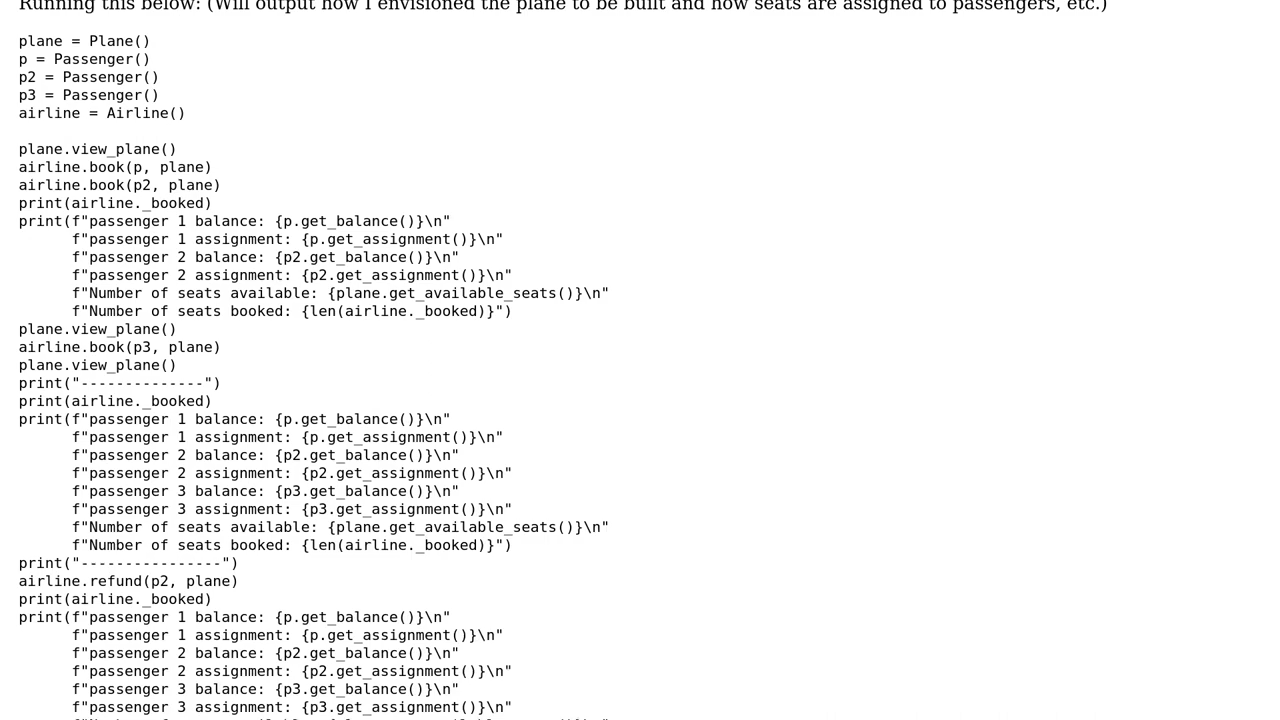 Running this below: (Will output how I envisioned the plane to be built and how seats are assigned to passengers, etc.)
plane = Plane()
p = Passenger()
p2 = Passenger()
p3 = Passenger()
airline = Airline()

plane.view_plane()
airline.book(p, plane)
airline.book(p2, plane)
print(airline._booked)
print(f"passenger 1 balance: {p.get_balance()}\n"
      f"passenger 1 assignment: {p.get_assignment()}\n"
      f"passenger 2 balance: {p2.get_balance()}\n"
      f"passenger 2 assignment: {p2.get_assignment()}\n"
      f"Number of seats available: {plane.get_available_seats()}\n"
      f"Number of seats booked: {len(airline._booked)}")
plane.view_plane()
airline.book(p3, plane)
plane.view_plane()
print("--------------")
print(airline._booked)
print(f"passenger 1 balance: {p.get_balance()}\n"
      f"passenger 1 assignment: {p.get_assignment()}\n"
      f"passenger 2 balance: {p2.get_balance()}\n"
      f"passenger 2 assignment: {p2.get_assignment()}\n"
      f"passenger 3 balance: {p3.get_balance()}\n"
      f"passenger 3 assignment: {p3.get_assignment()}\n"
      f"Number of seats available: {plane.get_available_seats()}\n"
      f"Number of seats booked: {len(airline._booked)}")
print("----------------")
airline.refund(p2, plane)
print(airline._booked)
print(f"passenger 1 balance: {p.get_balance()}\n"
      f"passenger 1 assignment: {p.get_assignment()}\n"
      f"passenger 2 balance: {p2.get_balance()}\n"
      f"passenger 2 assignment: {p2.get_assignment()}\n"
      f"passenger 3 balance: {p3.get_balance()}\n"
      f"passenger 3 assignment: {p3.get_assignment()}\n"